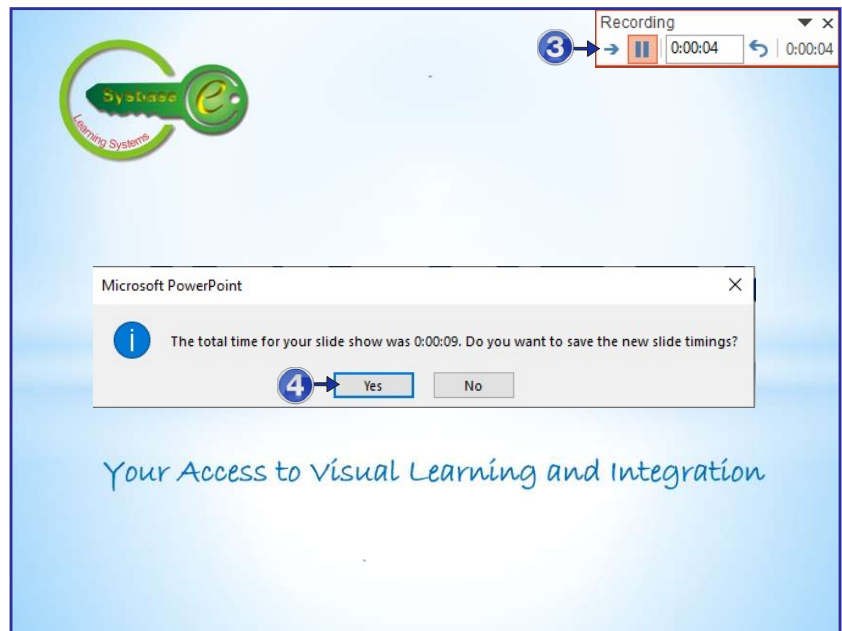 Recording
3
0:00:04
0:00:04
Sysbase
e
Learning Systems
Microsoft PowerPoint
i
The total time for your slide show was 0:00:09. Do you want to save the new slide timings?
4
Yes
No
Your Access to Visual Learning and Integration